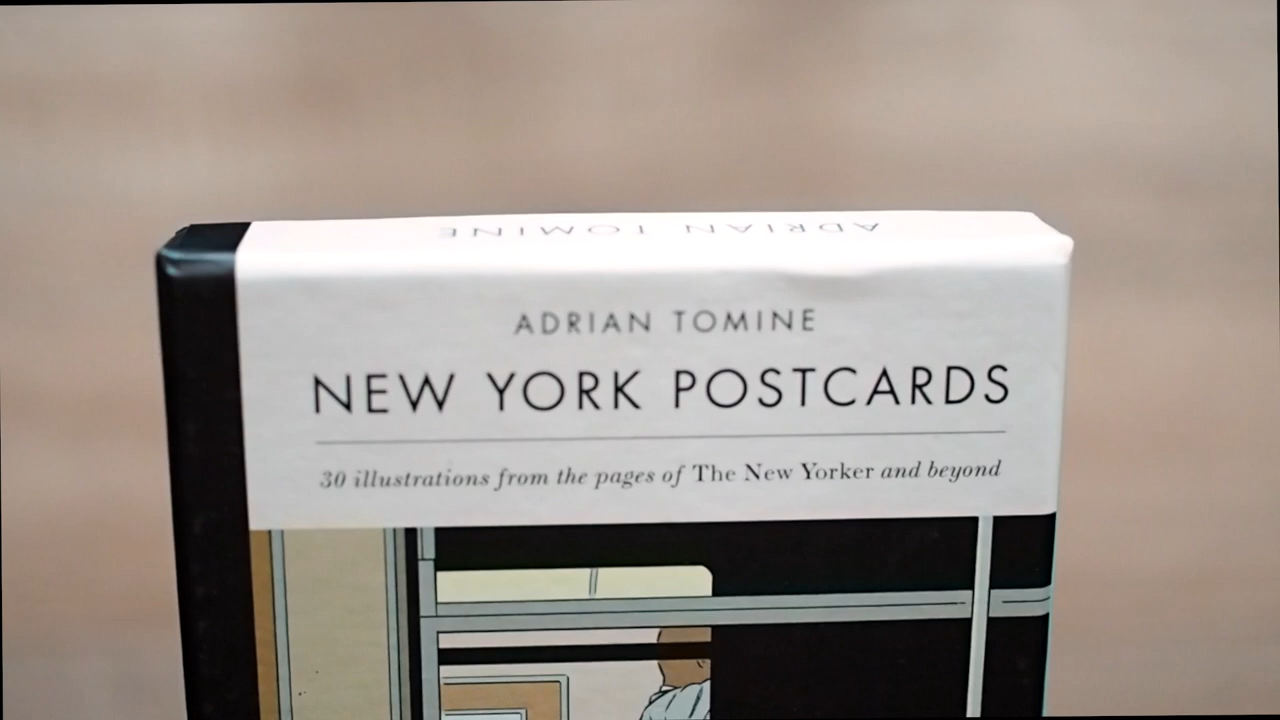 ADRIAN TOMINE
ADRIAN TOMINE
NEW YORK POSTCARDS
30 illustrations from the pages of The New Yorker and beyond